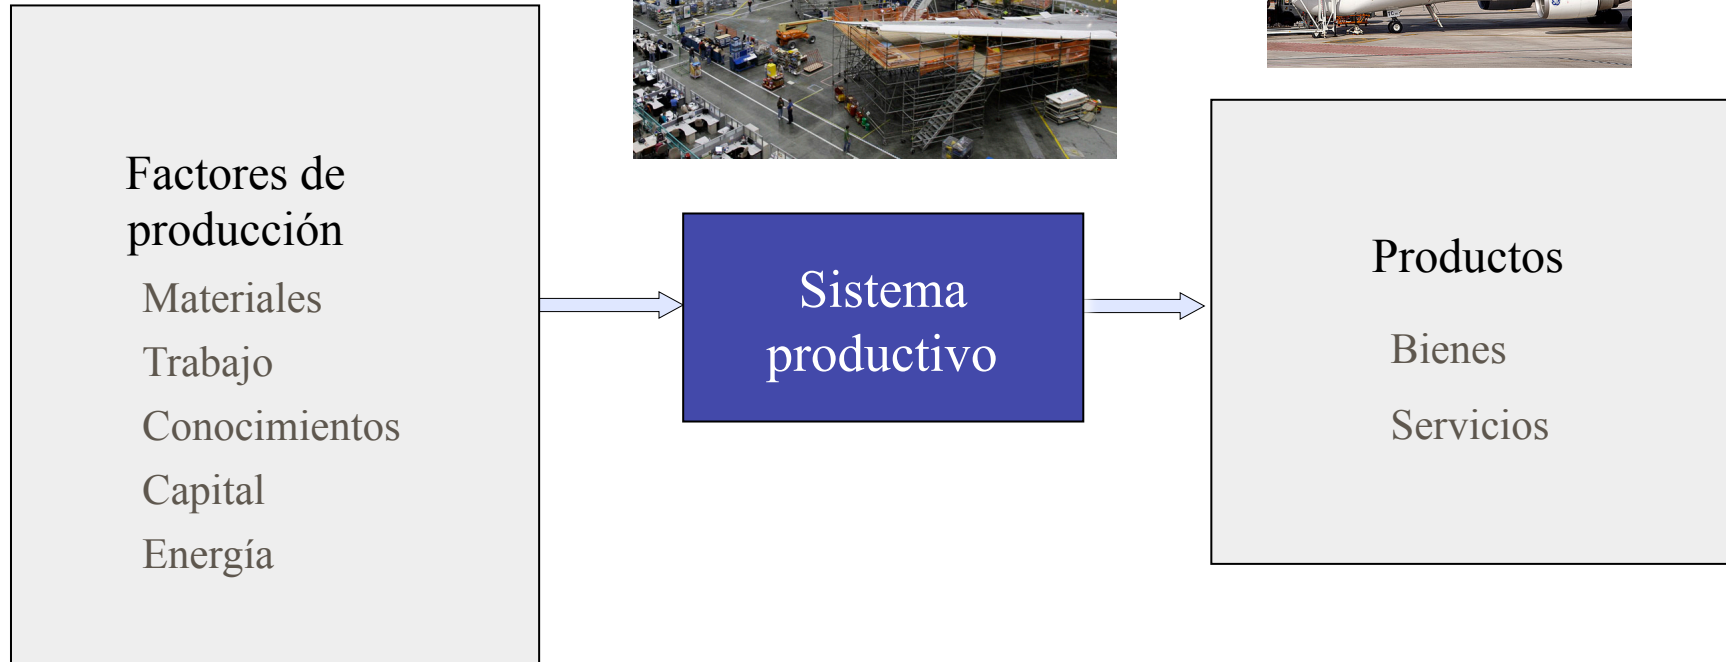 Factores de
producción
Materiales
Trabajo
Conocimientos
Capital
Energía
Sistema
productivo
Productos
Bienes
Servicios